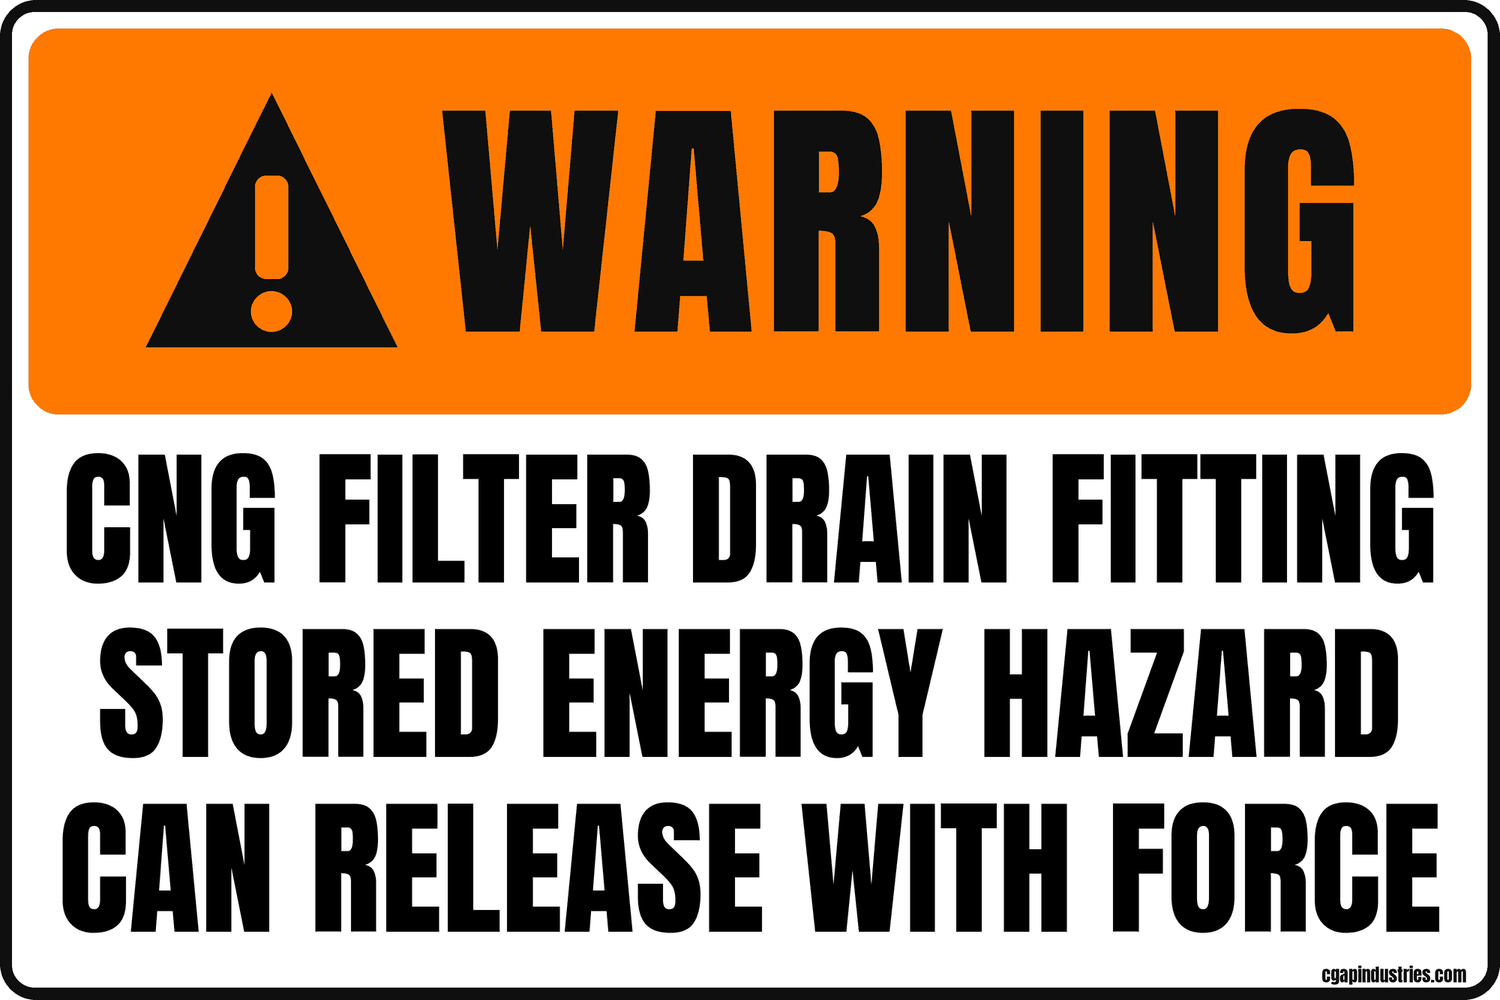 WARNING
CNG FILTER DRAIN FITTING
STORED ENERGY HAZARD
CAN RELEASE WITH FORCE
cgapindustries.com